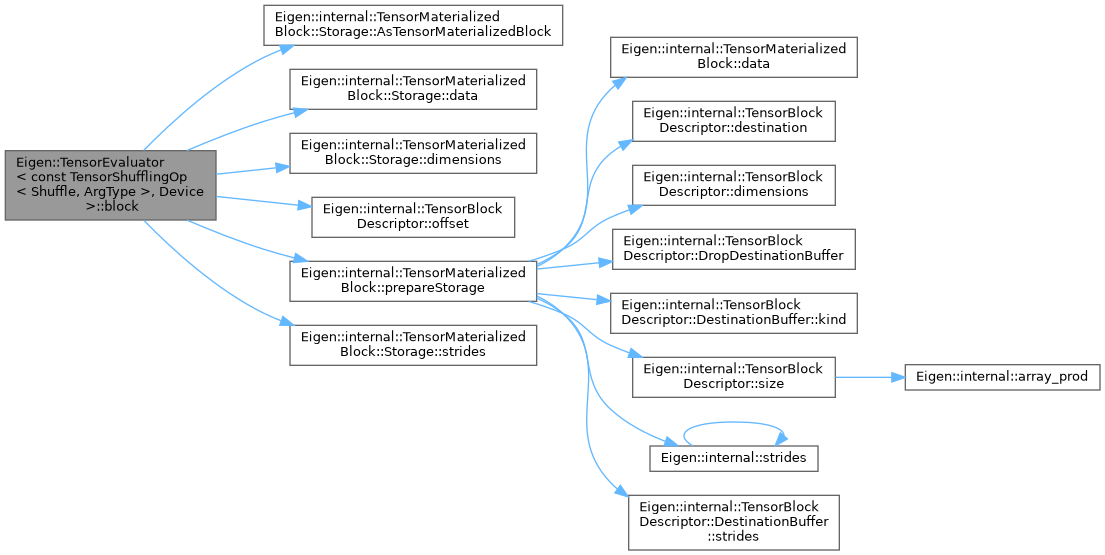 Eigen::TensorEvaluator
< const TensorShufflingOp
< Shuffle, ArgType >, Device
>::block
Eigen::internal::TensorMaterialized
Block::Storage::AsTensorMaterializedBlock
Eigen::internal::TensorMaterialized
Block::Storage::data
Eigen::internal::TensorMaterialized
Block::Storage::dimensions
Eigen::internal::TensorBlock
Descriptor::offset
Eigen::internal::TensorMaterialized
Block::prepareStorage
Eigen::internal::TensorMaterialized
Block::Storage::strides
Eigen::internal::TensorMaterialized
Block::data
Eigen::internal::TensorBlock
Descriptor::destination
Eigen::internal::TensorBlock
Descriptor::dimensions
Eigen::internal::TensorBlock
Descriptor::DropDestinationBuffer
Eigen::internal::TensorBlock
Descriptor::DestinationBuffer::kind
Eigen::internal::TensorBlock
Descriptor::size
Eigen::internal::array_prod
Eigen::internal::strides
Eigen::internal::TensorBlock
Descriptor::DestinationBuffer
::strides